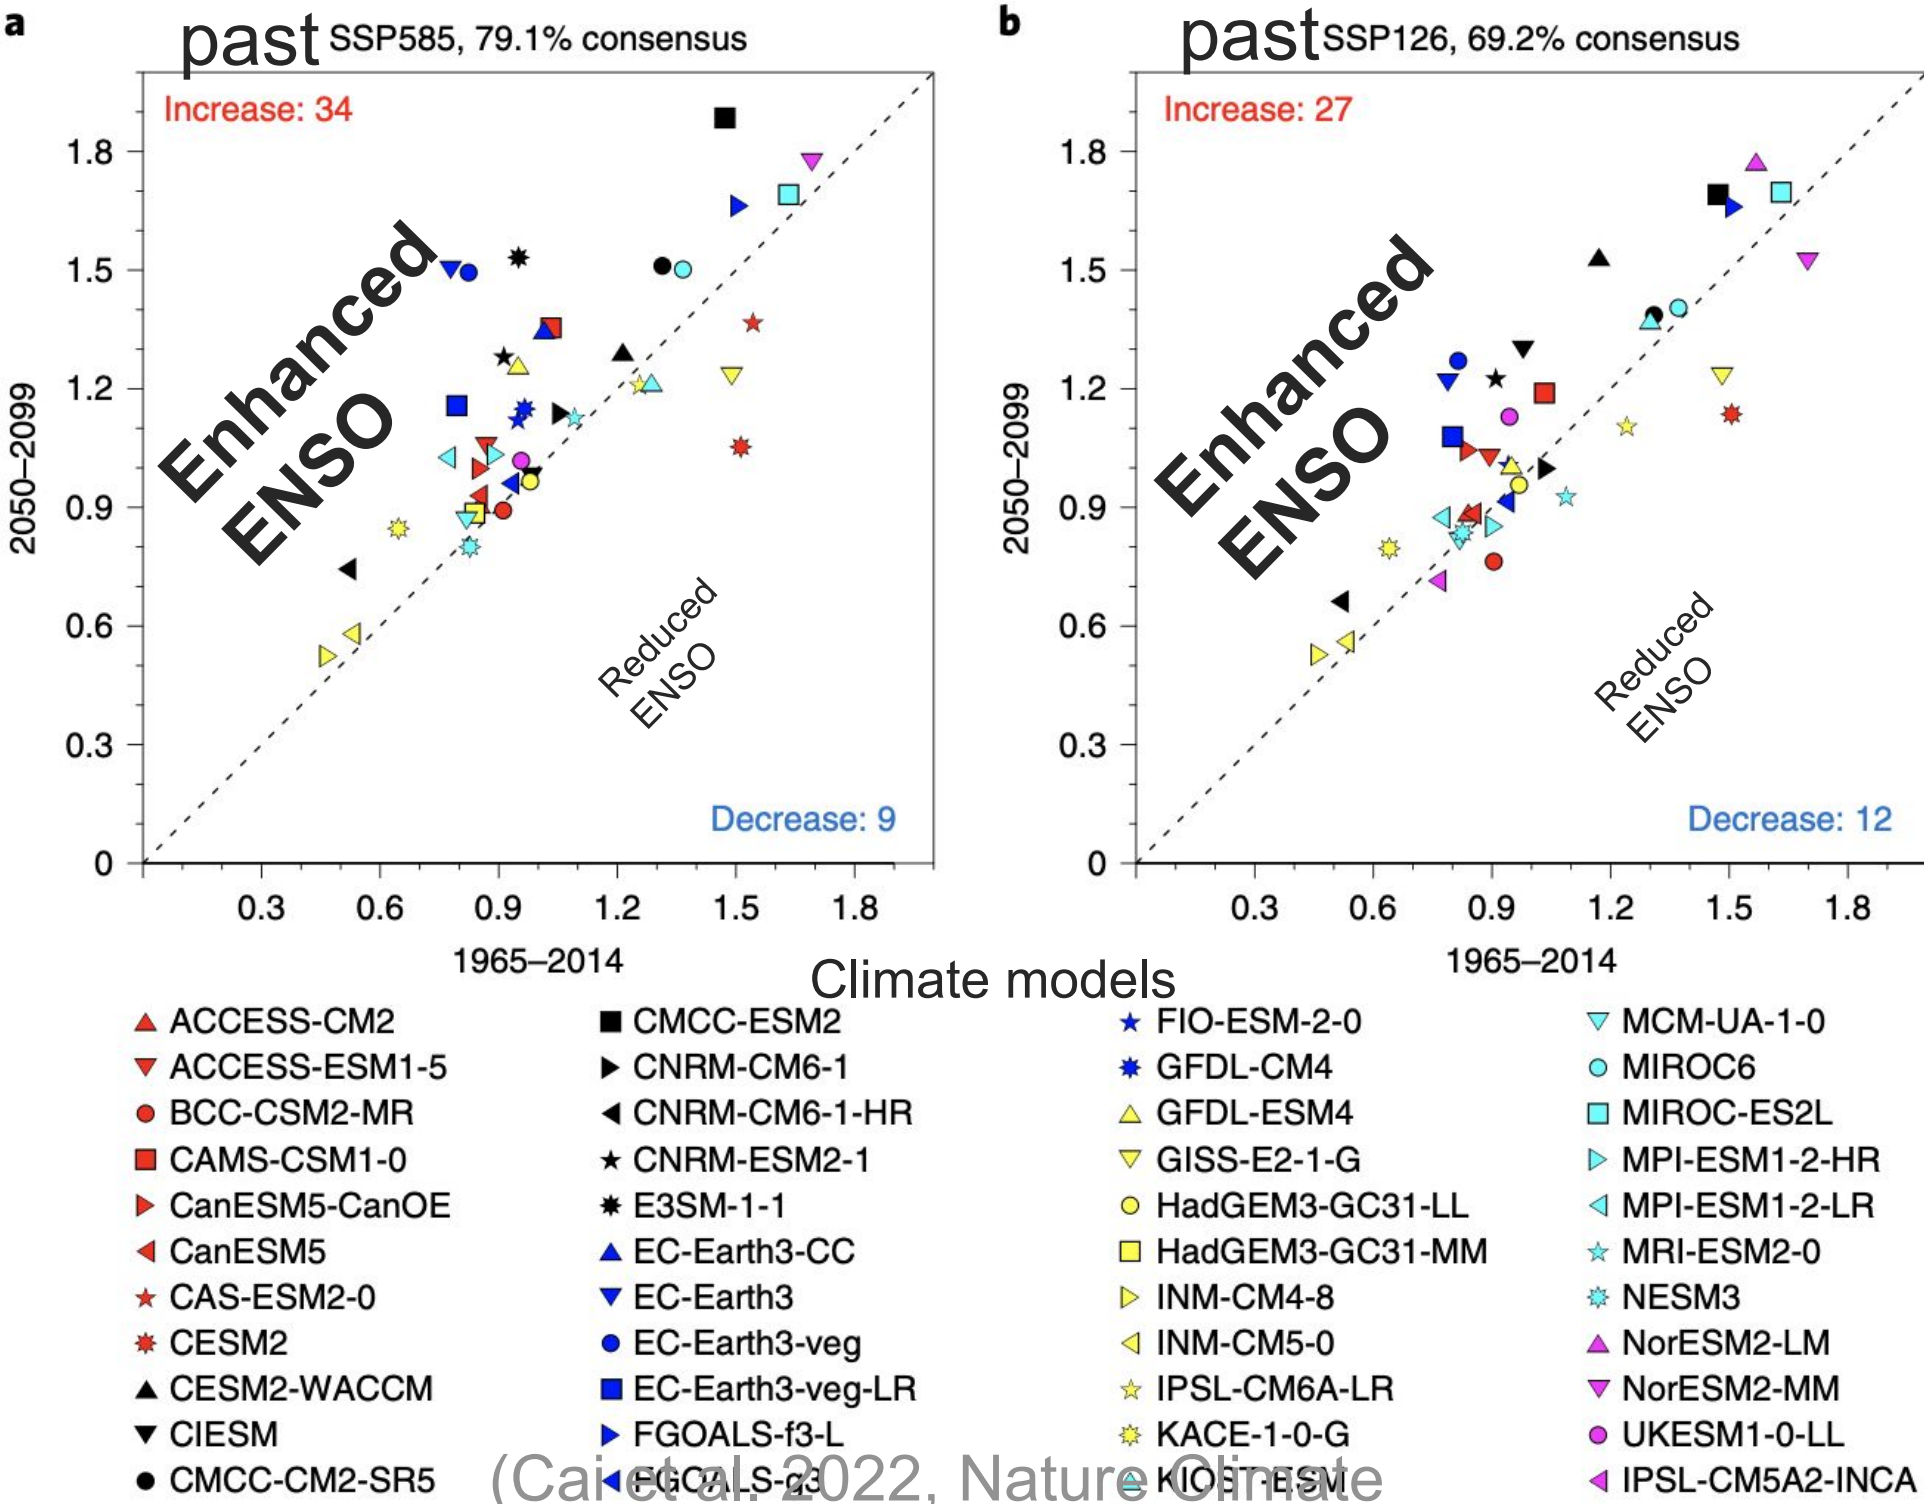 a
past SSP585, 79.1% consensus
Increase: 34
Enhanced
ENSO
Reduced
ENSO
Decrease: 9
2050–2099
1.8
1.5
1.2
0.9
0.6
0.3
0
0.3 0.6 0.9 1.2 1.5 1.8
1965–2014
b
past SSP126, 69.2% consensus
Increase: 27
Enhanced
ENSO
Reduced
ENSO
Decrease: 12
2050–2099
1.8
1.5
1.2
0.9
0.6
0.3
0
0.3 0.6 0.9 1.2 1.5 1.8
1965–2014
Climate models
ACCESS-CM2
ACCESS-ESM1-5
BCC-CSM2-MR
CAMS-CSM1-0
CanESM5-CanOE
CanESM5
CAS-ESM2-0
CESM2
CESM2-WACCM
CIESM
CMCC-CM2-SR5
CMCC-ESM2
CNRM-CM6-1
CNRM-CM6-1-HR
CNRM-ESM2-1
E3SM-1-1
EC-Earth3-CC
EC-Earth3
EC-Earth3-veg
EC-Earth3-veg-LR
FGOALS-f3-L
FGOALS-g3
FIO-ESM-2-0
GFDL-CM4
GFDL-ESM4
GISS-E2-1-G
HadGEM3-GC31-LL
HadGEM3-GC31-MM
INM-CM4-8
INM-CM5-0
IPSL-CM6A-LR
KACE-1-0-G
KIOST-ESM
MCM-UA-1-0
MIROC6
MIROC-ES2L
MPI-ESM1-2-HR
MPI-ESM1-2-LR
MRI-ESM2-0
NESM3
NorESM2-LM
NorESM2-MM
UKESM1-0-LL
IPSL-CM5A2-INCA
(Cai et al. 2022, Nature Climate